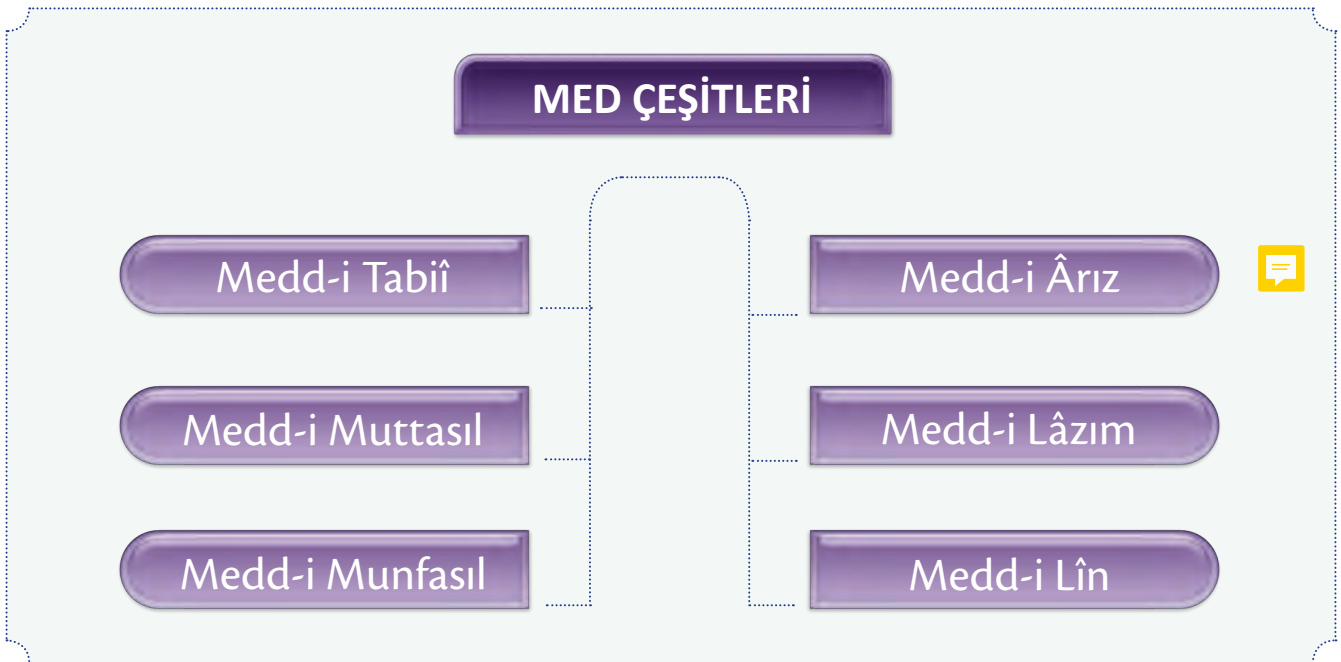 MED ÇEŞİTLERİ
Medd-i Tabiî
Medd-i Muttasıl
Medd-i Munfasıl
Medd-i Ârız
Medd-i Lâzım
Medd-i Lîn